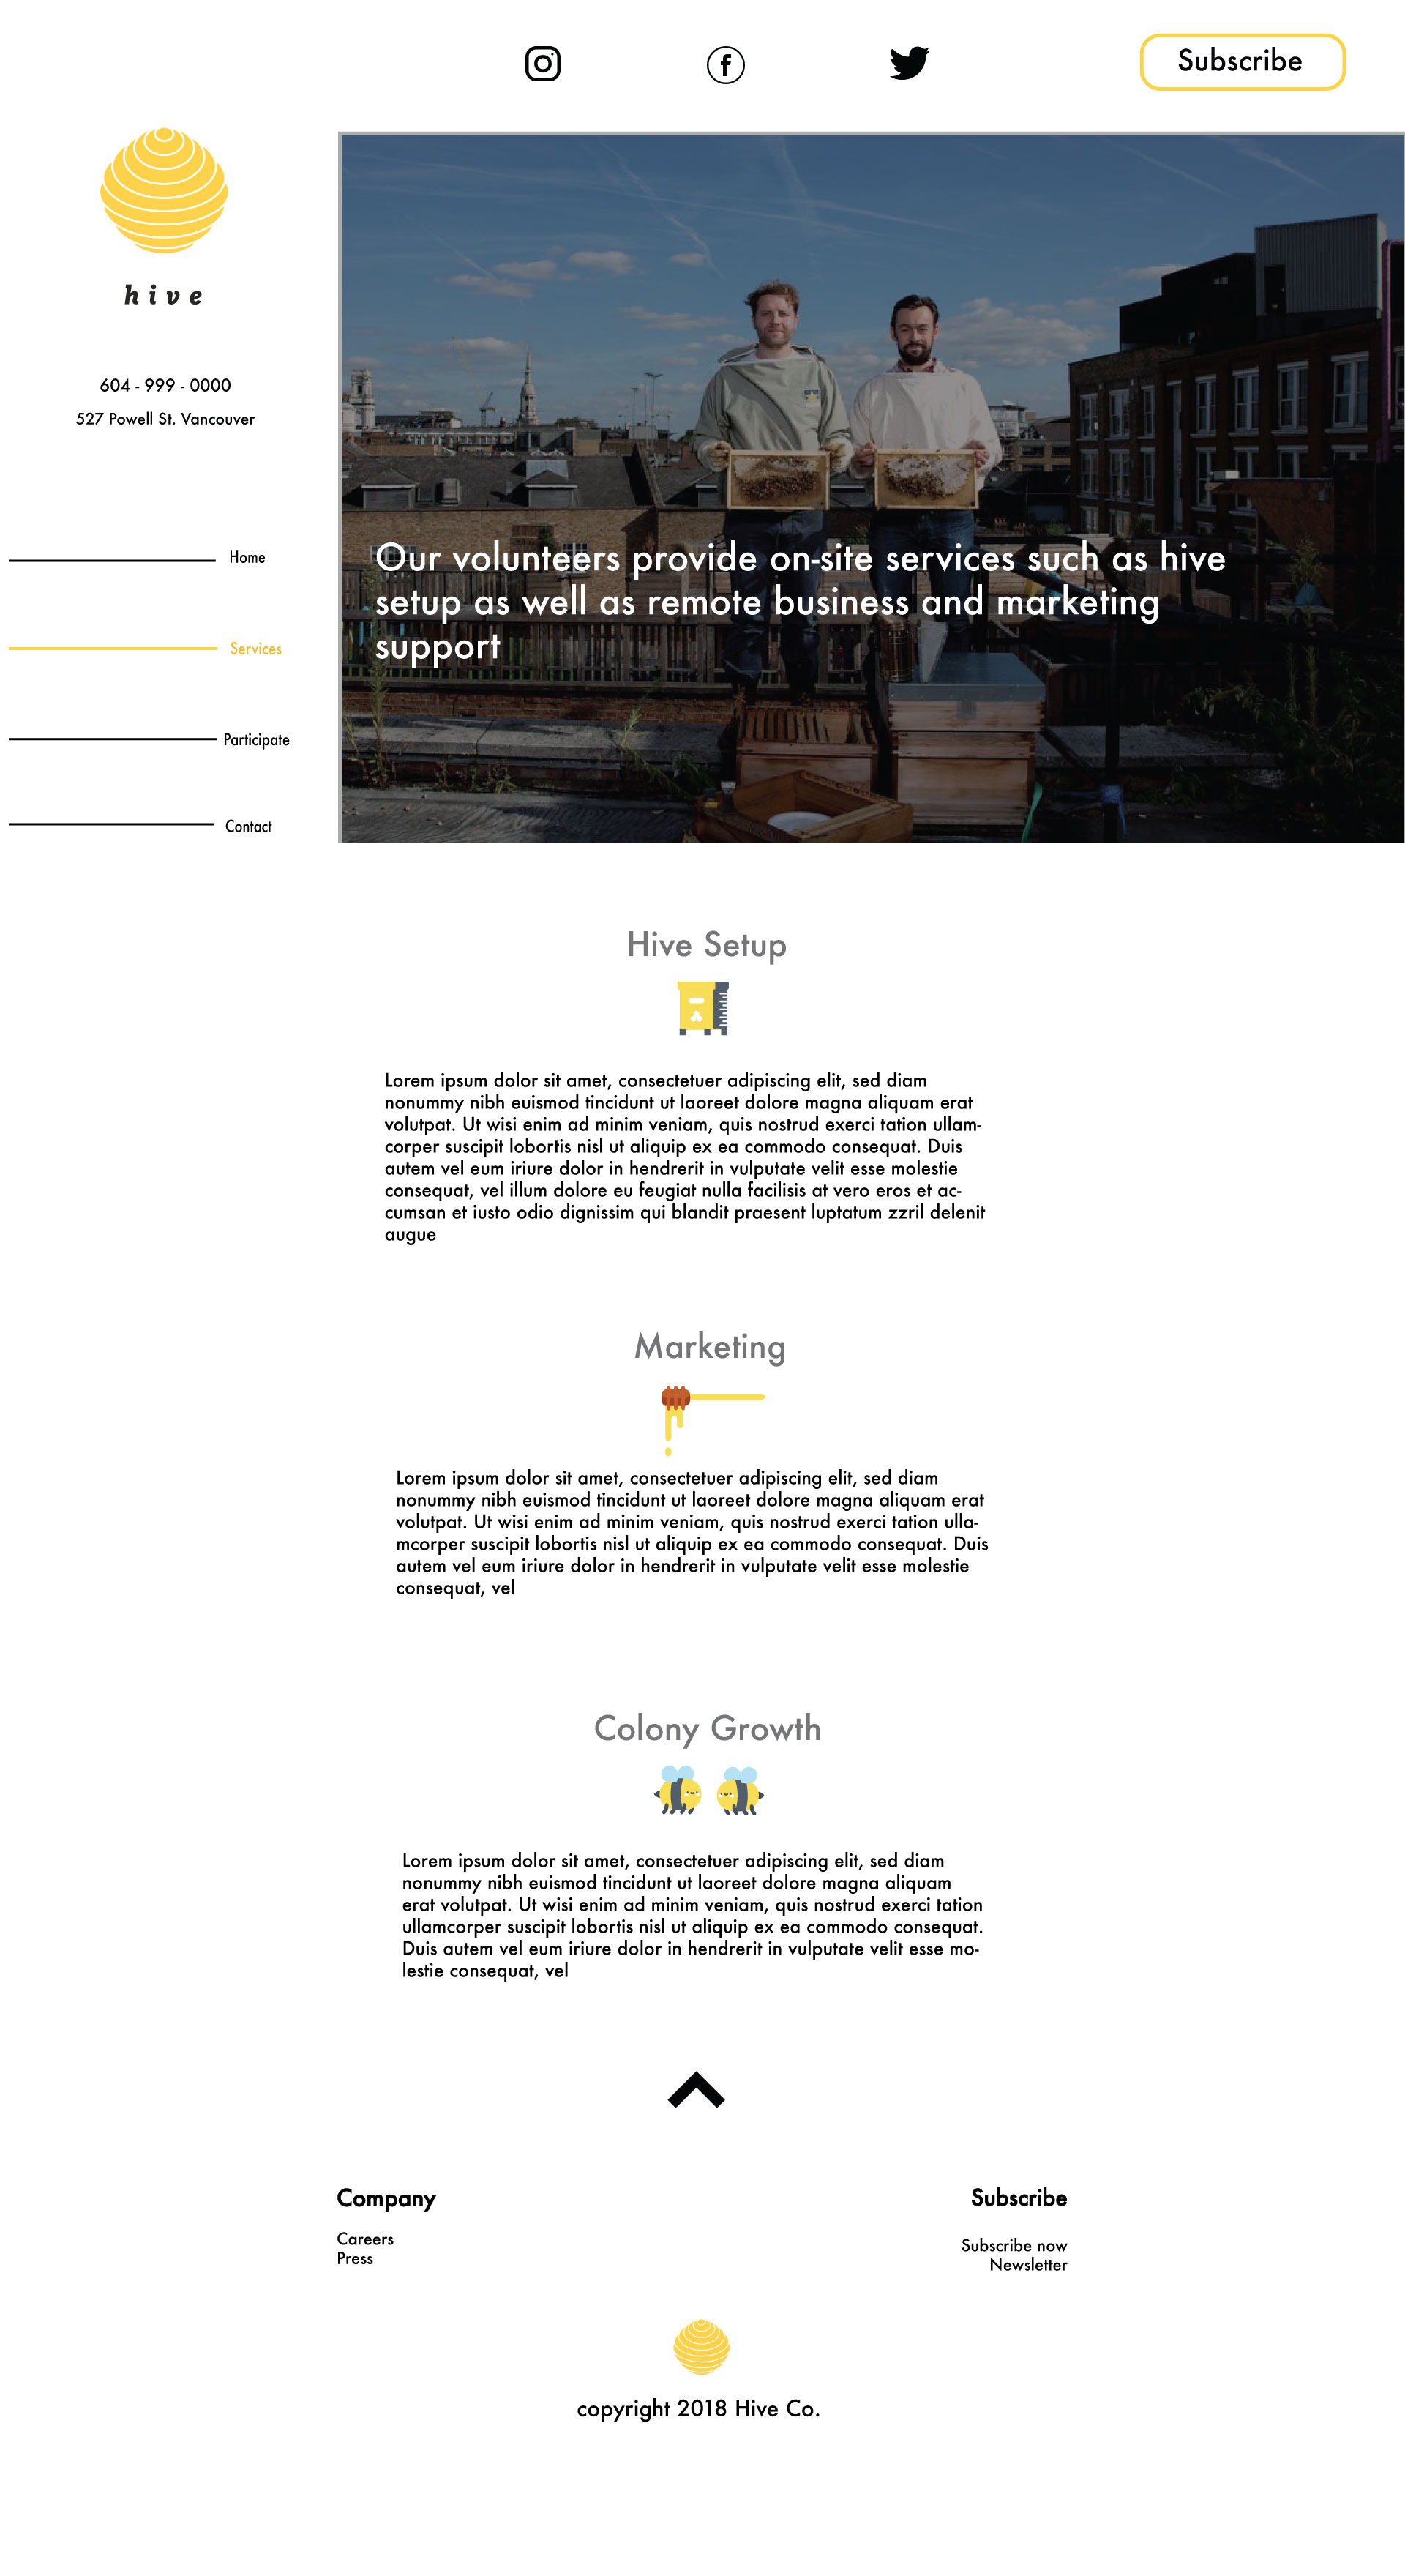 Subscribe
hive
604 - 999 - 0000
527 Powell St. Vancouver
Home
Services
Participate
Contact
Our volunteers provide on-site services such as hive
setup as well as remote business and marketing
support
Hive Setup
Lorem ipsum dolor sit amet, consectetuer adipiscing elit, sed diam
nonummy nibh euismod tincidunt ut laoreet dolore magna aliquam erat
volutpat. Ut wisi enim ad minim veniam, quis nostrud exerci tation ullam-
corper suscipit lobortis nisl ut aliquip ex ea commodo consequat. Duis
autem vel eum iriure dolor in hendrerit in vulputate velit esse molestie
consequat, vel illum dolore eu feugiat nulla facilisis at vero eros et ac-
cumsan et iusto odio dignissim qui blandit praesent luptatum zzril delenit
augue
Marketing
Lorem ipsum dolor sit amet, consectetuer adipiscing elit, sed diam
nonummy nibh euismod tincidunt ut laoreet dolore magna aliquam erat
volutpat. Ut wisi enim ad minim veniam, quis nostrud exerci tation ulla-
mcorper suscipit lobortis nisl ut aliquip ex ea commodo consequat. Duis
autem vel eum iriure dolor in hendrerit in vulputate velit esse molestie
consequat, vel
Colony Growth
Lorem ipsum dolor sit amet, consectetuer adipiscing elit, sed diam
nonummy nibh euismod tincidunt ut laoreet dolore magna aliquam
erat volutpat. Ut wisi enim ad minim veniam, quis nostrud exerci tation
ullamcorper suscipit lobortis nisl ut aliquip ex ea commodo consequat.
Duis autem vel eum iriure dolor in hendrerit in vulputate velit esse mo-
lestie consequat, vel
Company
Careers
Press
Subscribe
Subscribe now
Newsletter
copyright 2018 Hive Co.